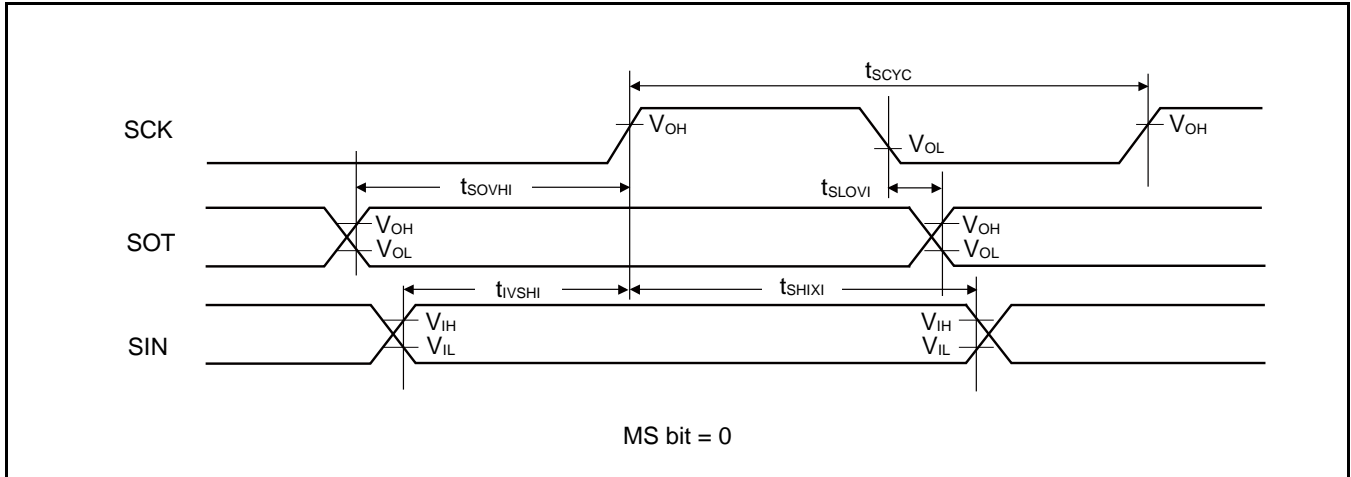 tSCYC
SCK
VOH
VOL
VOH
tSOVHI
tSLOVI
SOT
VOH
VOL
VOH
VOL
tIVSHI
tSHIXI
SIN
VIH
VIL
VIH
VIL
MS bit = 0